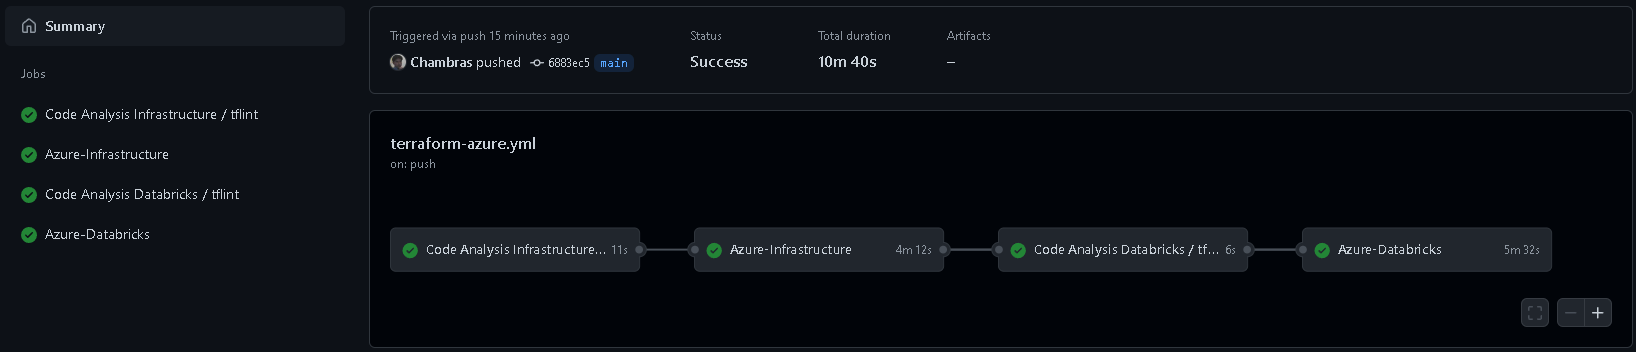 Summary
Jobs
Code Analysis Infrastructure / tflint
Azure-Infrastructure
Code Analysis Databricks / tflint
Azure-Databricks
Triggered via push 15 minutes ago
Chambras pushed 6883ec5 main
Status
Success
Total duration
10m 40s
Artifacts
–
terraform-azure.yml
on: push
Code Analysis Infrastructure... 11s
Azure-Infrastructure 4m 12s
Code Analysis Databricks / tf... 6s
Azure-Databricks 5m 32s